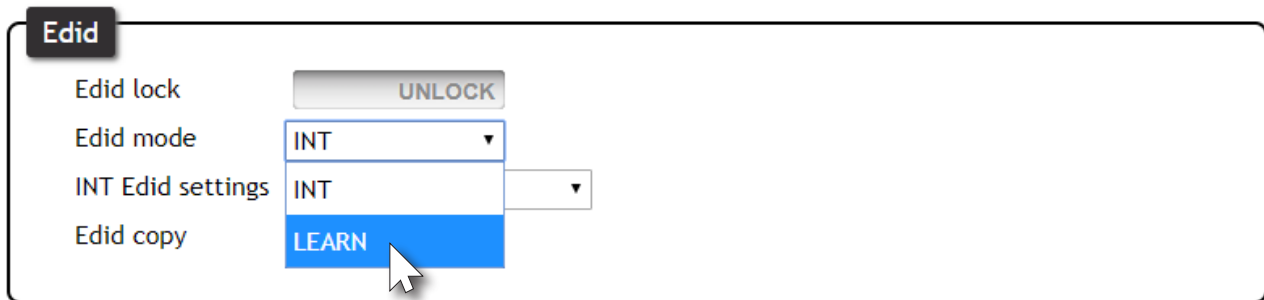 Edid
Edid lock UNLOCK
Edid mode INT
INT Edid settings INT
Edid copy LEARN